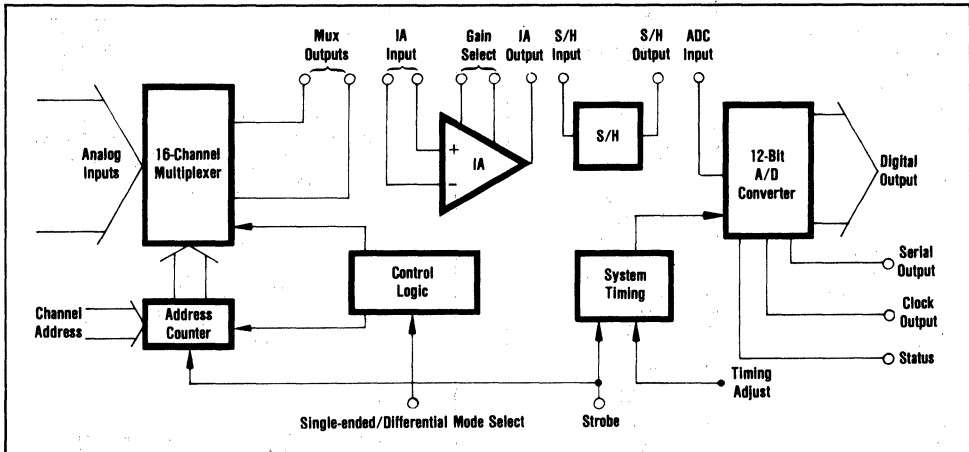 Mux
Outputs
IA
Input
Gain
Select
IA
Output
S/H
Input
S/H
Output
ADC
Input
Analog
Inputs
16-Channel
Multiplexer
+
IA
−
S/H
12-Bit
A/D
Converter
Digital
Output
Control
Logic
System
Timing
Serial
Output
Channel
Address
Address
Counter
Clock
Output
Status
Timing
Adjust
Single-ended/Differential Mode Select
Strobe